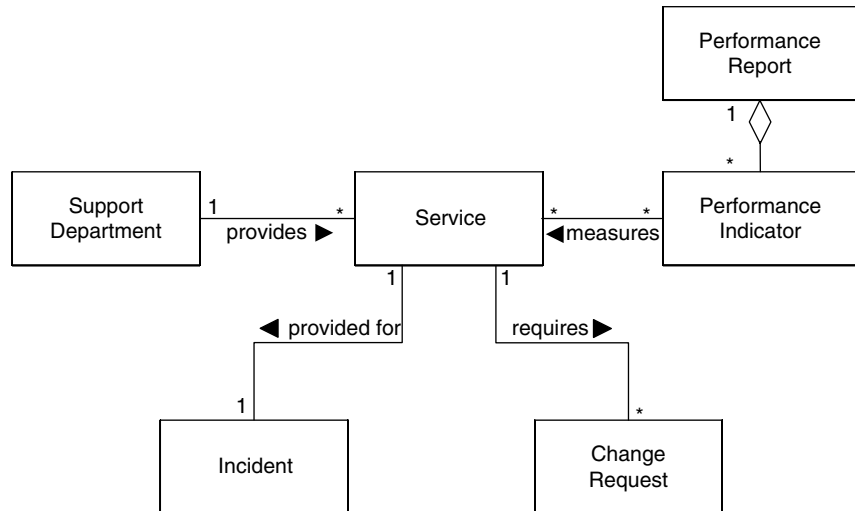 Performance
Report
1
*
Support
Department
1
*
provides ▶
Service
*
*
◀ measures
Performance
Indicator
1
1
◀ provided for
requires ▶
1
*
Incident
Change
Request